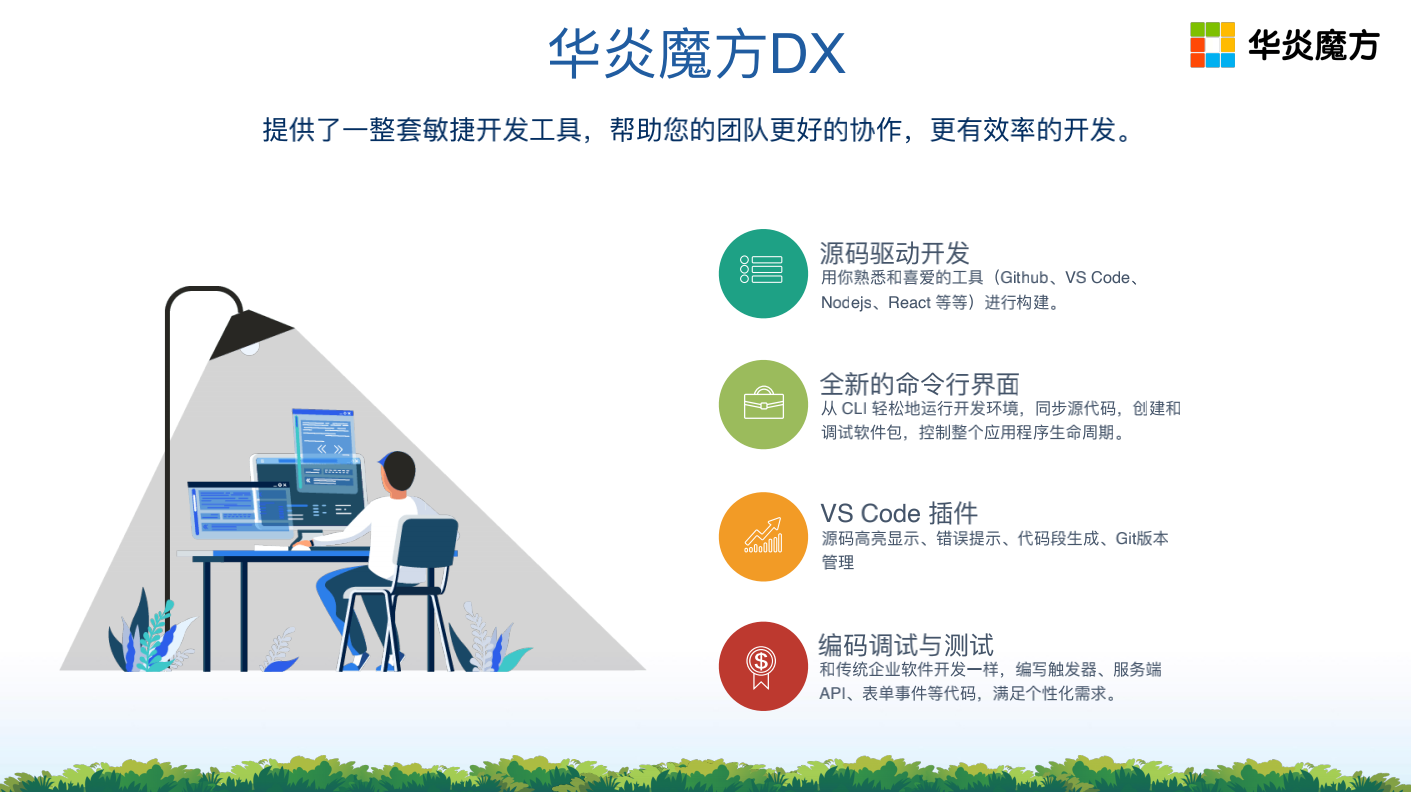 华炎魔方DX
华炎魔方
提供了一整套敏捷开发工具，帮助您的团队更好的协作，更有效率的开发。
源码驱动开发
用你熟悉和喜爱的工具（Github、VS Code、
Nodejs、React 等等）进行构建。
全新的命令行界面
从 CLI 轻松地运行开发环境，同步源代码，创建和
调试软件包，控制整个应用程序生命周期。
VS Code 插件
源码高亮显示、错误提示、代码段生成、Git版本
管理
编码调试与测试
和传统企业软件开发一样，编写触发器、服务端
API、表单事件等代码，满足个性化需求。